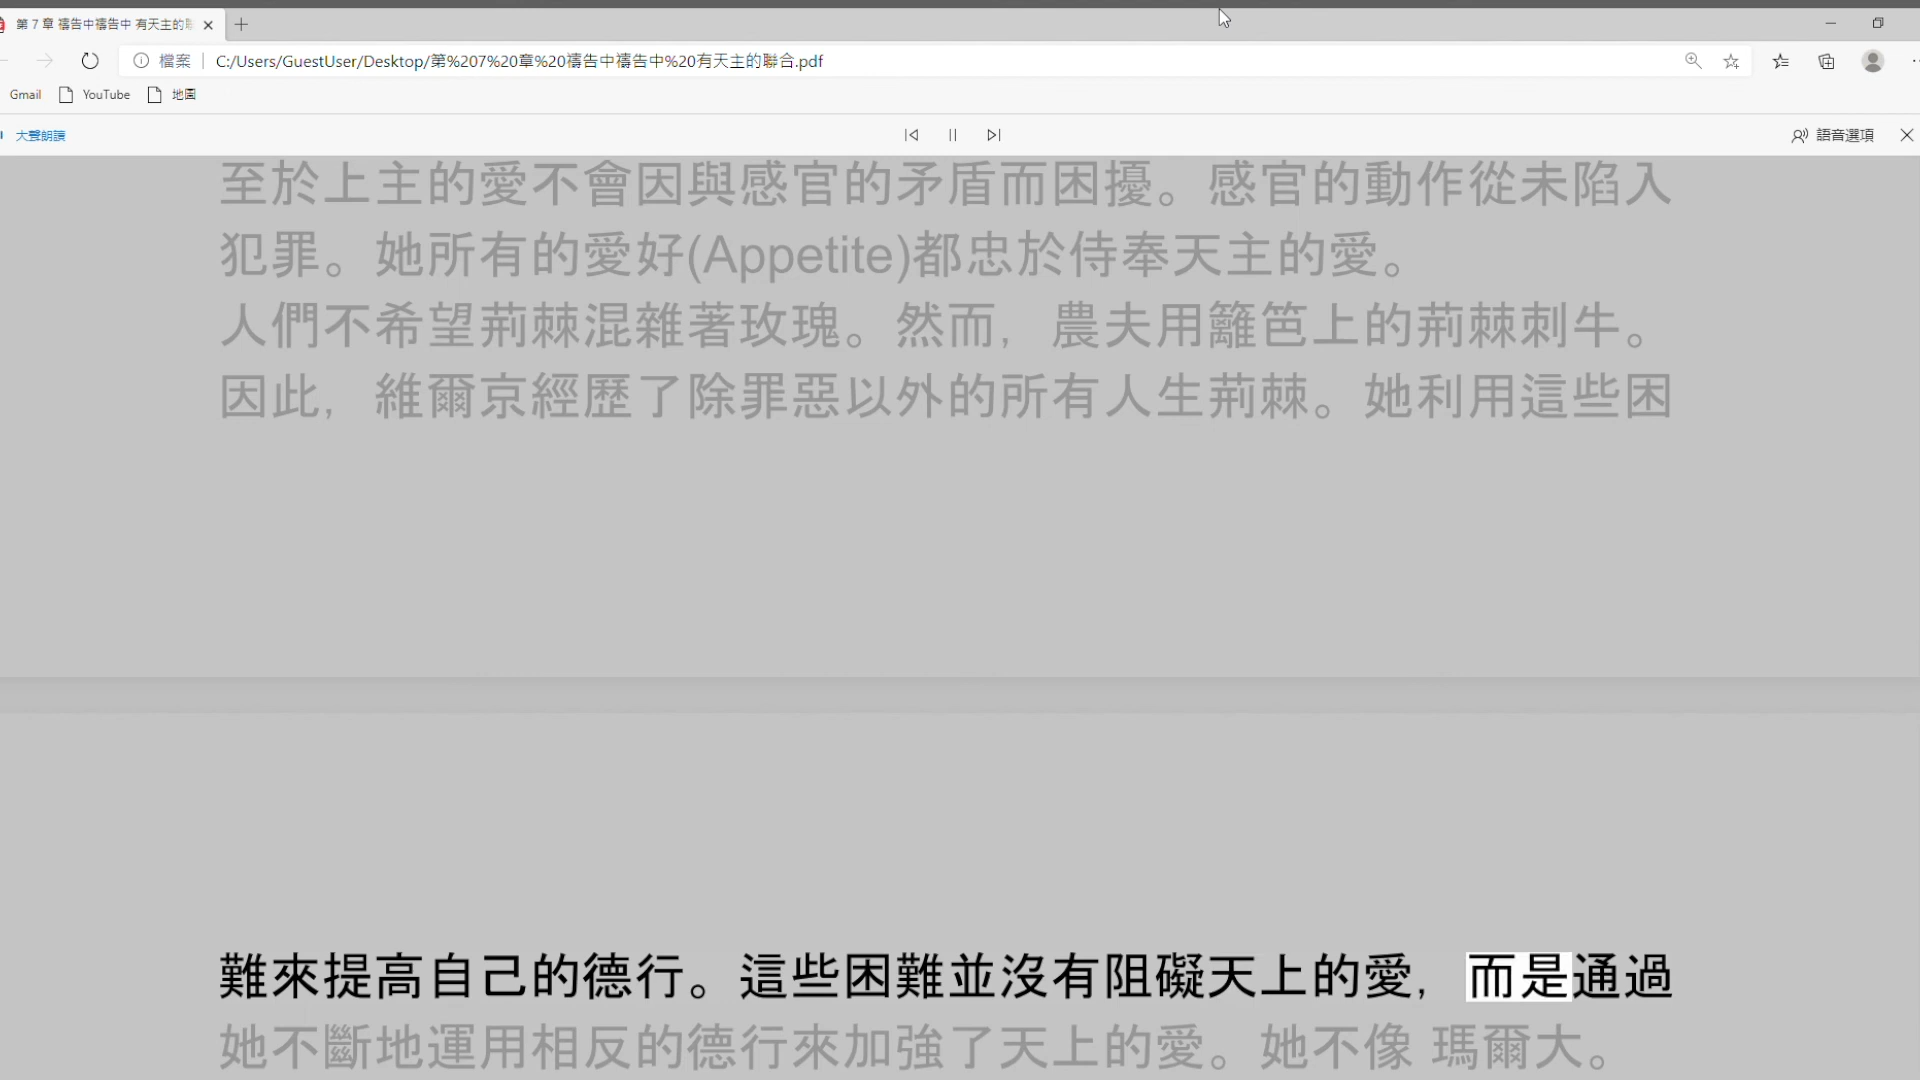 第 7 章 禱告中禱告中 有天主的
檔案 C:/Users/GuestUser/Desktop/第%207%20章%20禱告中禱告中%20有天主的聯合.pdf
Gmail YouTube 地圖
大聲朗讀 語音選項
至於上主的愛不會因與感官的矛盾而困擾。感官的動作從未陷入
犯罪。她所有的愛好(Appetite)都忠於侍奉天主的愛。
人們不希望荊棘混雜著玫瑰。然而，農夫用籬笆上的荊棘刺牛。
因此，維爾京經歷了除罪惡以外的所有人生荊棘。她利用這些困
難來提高自己的德行。這些困難並沒有阻礙天上的愛，而是通過
她不斷地運用相反的德行來加強了天上的愛。她不像 瑪爾大。